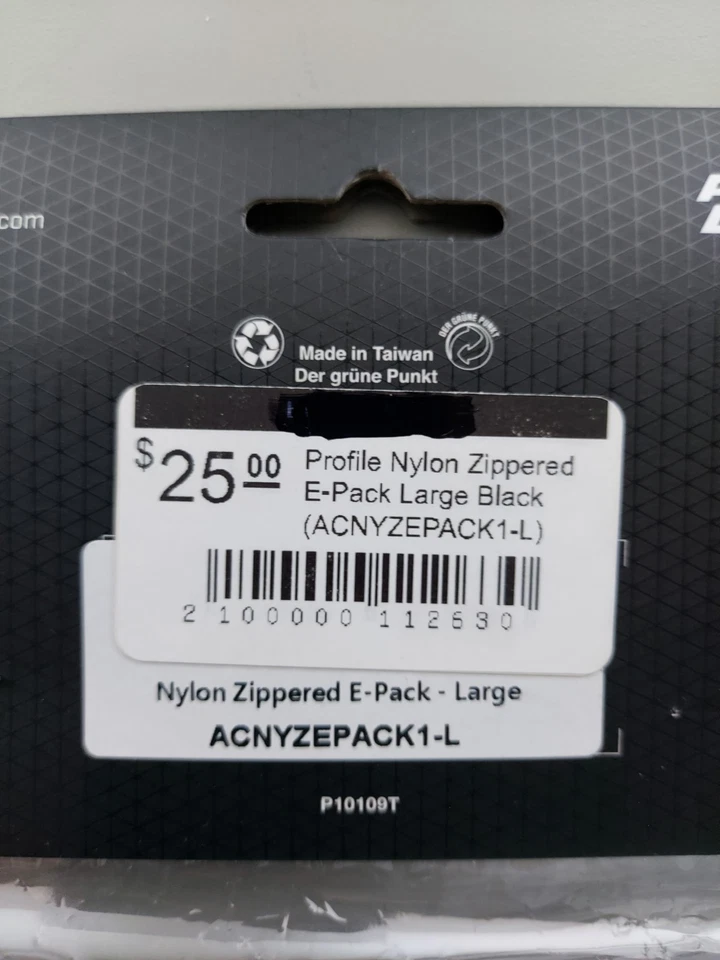 .com
DER GRÜNE PUNKT
Made in Taiwan
Der grüne Punkt
$25.00
Profile Nylon Zippered
E-Pack Large Black
(ACNYZEPACK1-L)
2 100000 112630
Nylon Zippered E-Pack - Large
ACNYZEPACK1-L
P10109T